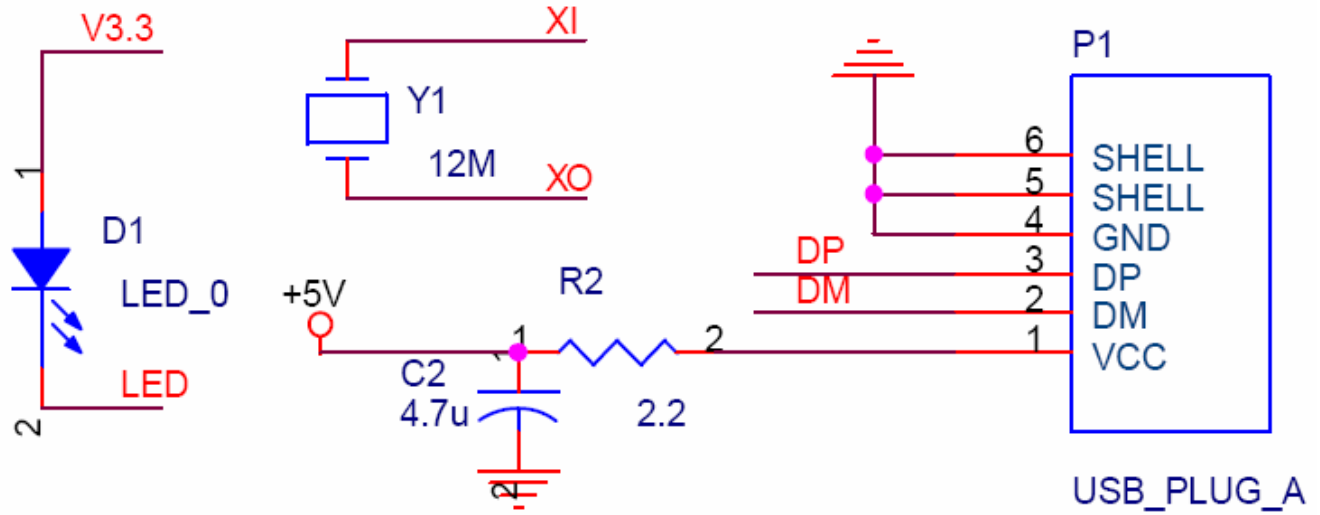 V3.3
1
D1
LED_0
LED
2
XI
Y1
12M
XO
+5V
1
1
C2
4.7u
2
R2
2
2.2
DP
DM
P1
6
SHELL
5
SHELL
4
GND
3
DP
2
DM
1
VCC
USB_PLUG_A